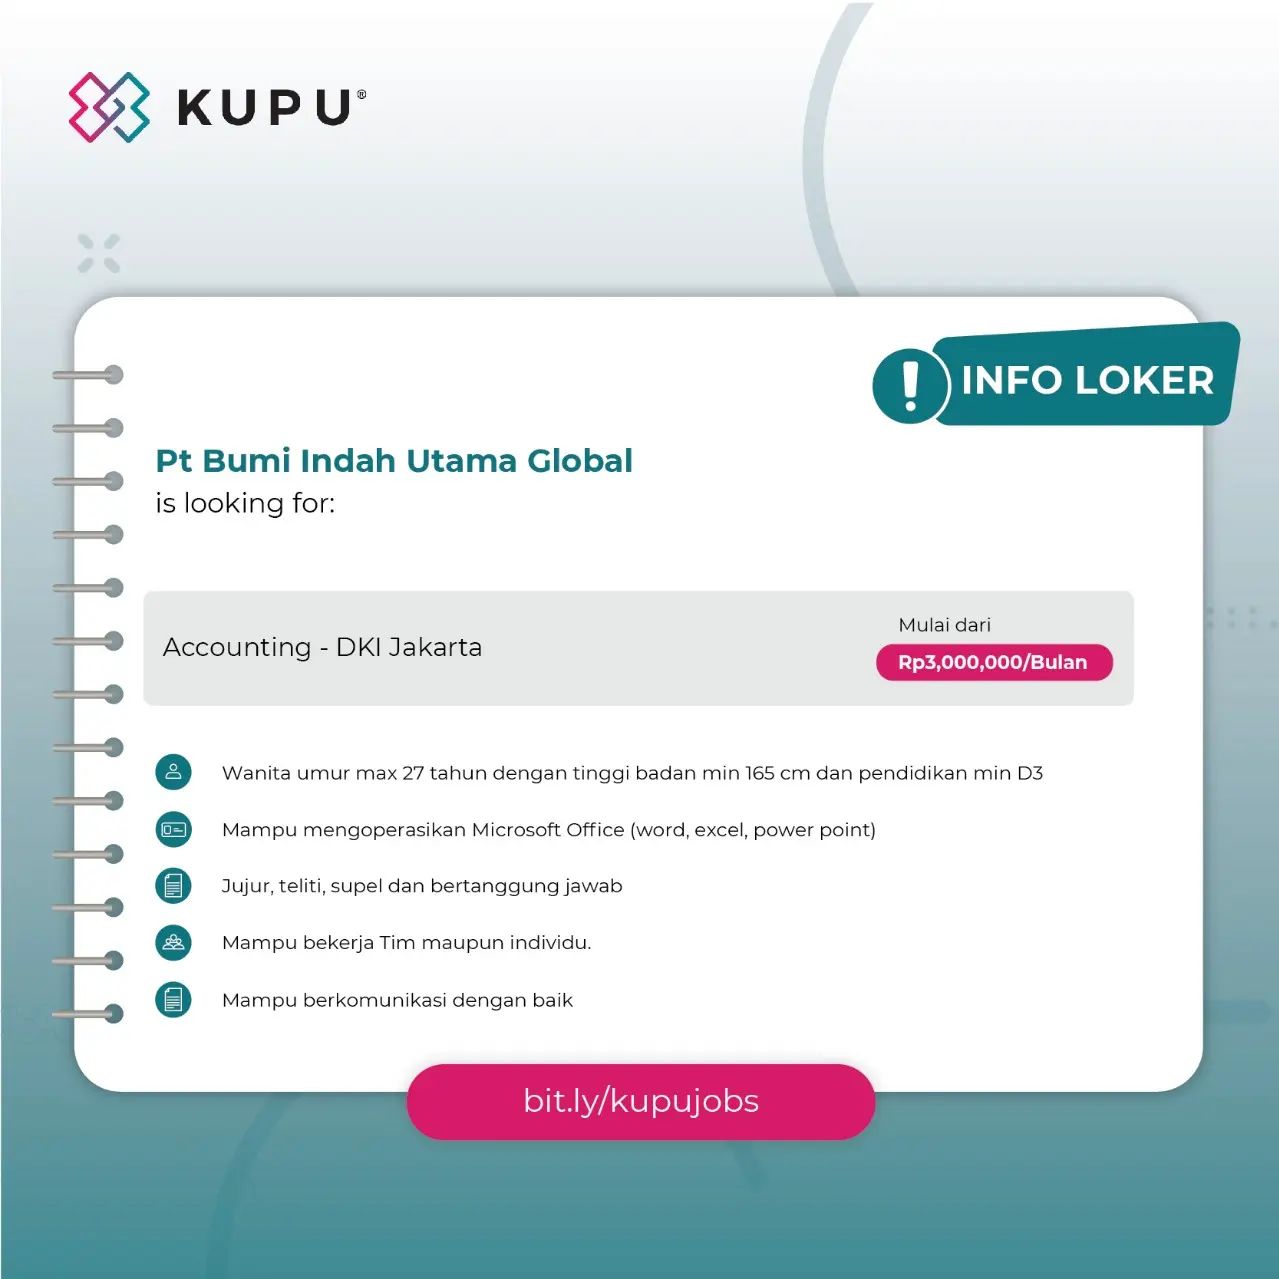 KUPU®
! INFO LOKER
Pt Bumi Indah Utama Global
is looking for:
Accounting - DKI Jakarta
Mulai dari
Rp3,000,000/Bulan
Wanita umur max 27 tahun dengan tinggi badan min 165 cm dan pendidikan min D3
Mampu mengoperasikan Microsoft Office (word, excel, power point)
Jujur, teliti, supel dan bertanggung jawab
Mampu bekerja Tim maupun individu.
Mampu berkomunikasi dengan baik
bit.ly/kupujobs